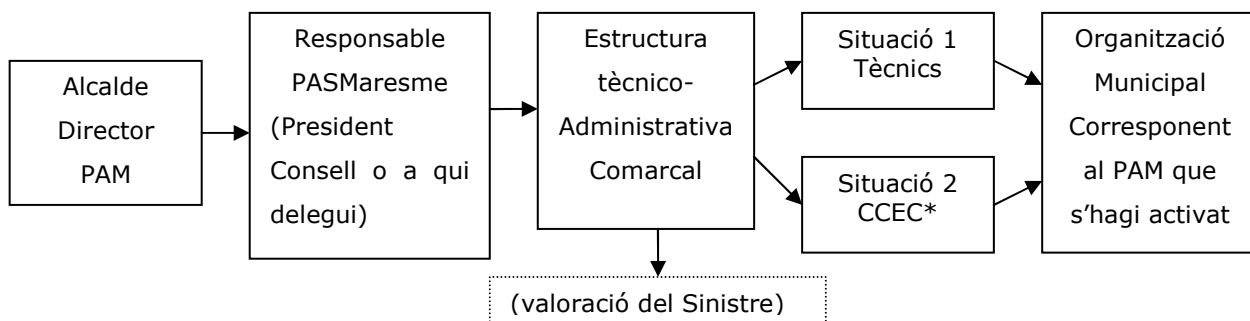 Alcalde
Director
PAM
Responsable
PASMaresme
(President
Consell o a qui
delegui)
Estructura
tècnico-
Administrativa
Comarcal
Situació 1
Tècnics
Situació 2
CCEC*
Organització
Municipal
Corresponent
al PAM que
s'hagi activat
(valoració del Sinistre)